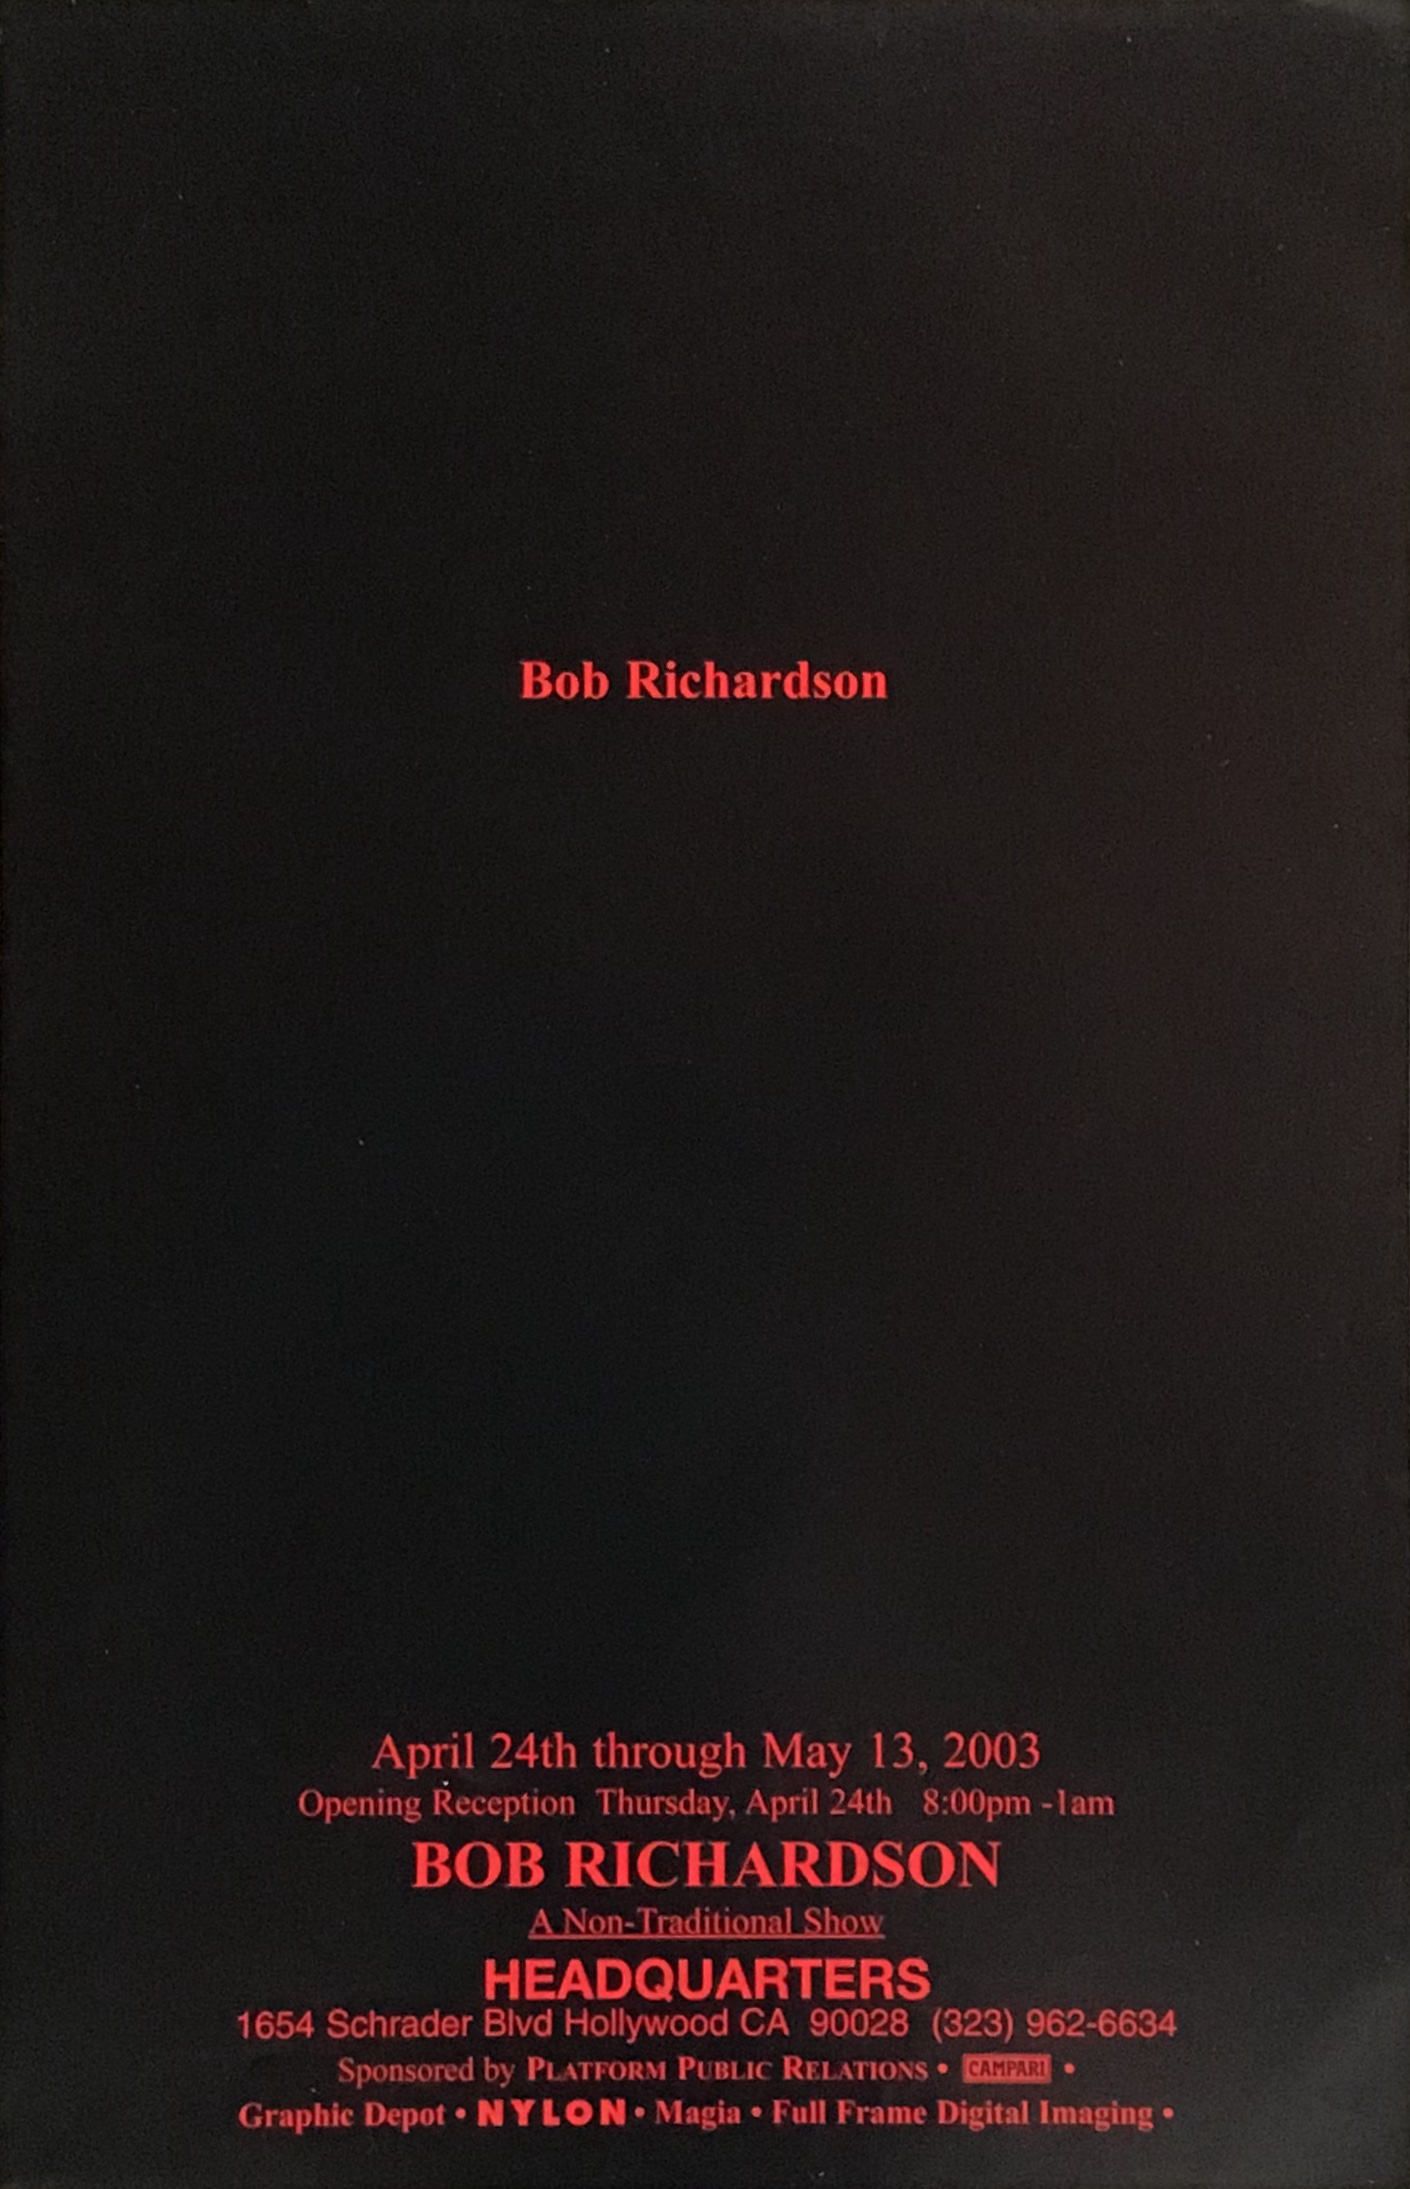 Bob Richardson
April 24th through May 13, 2003
Opening Reception Thursday, April 24th 8:00pm -1am
BOB RICHARDSON
A Non-Traditional Show
HEADQUARTERS
1654 Schrader Blvd Hollywood CA 90028 (323) 962-6634
Sponsored by PLATFORM PUBLIC RELATIONS • CAMPARI •
Graphic Depot • NYLON • Magia • Full Frame Digital Imaging •